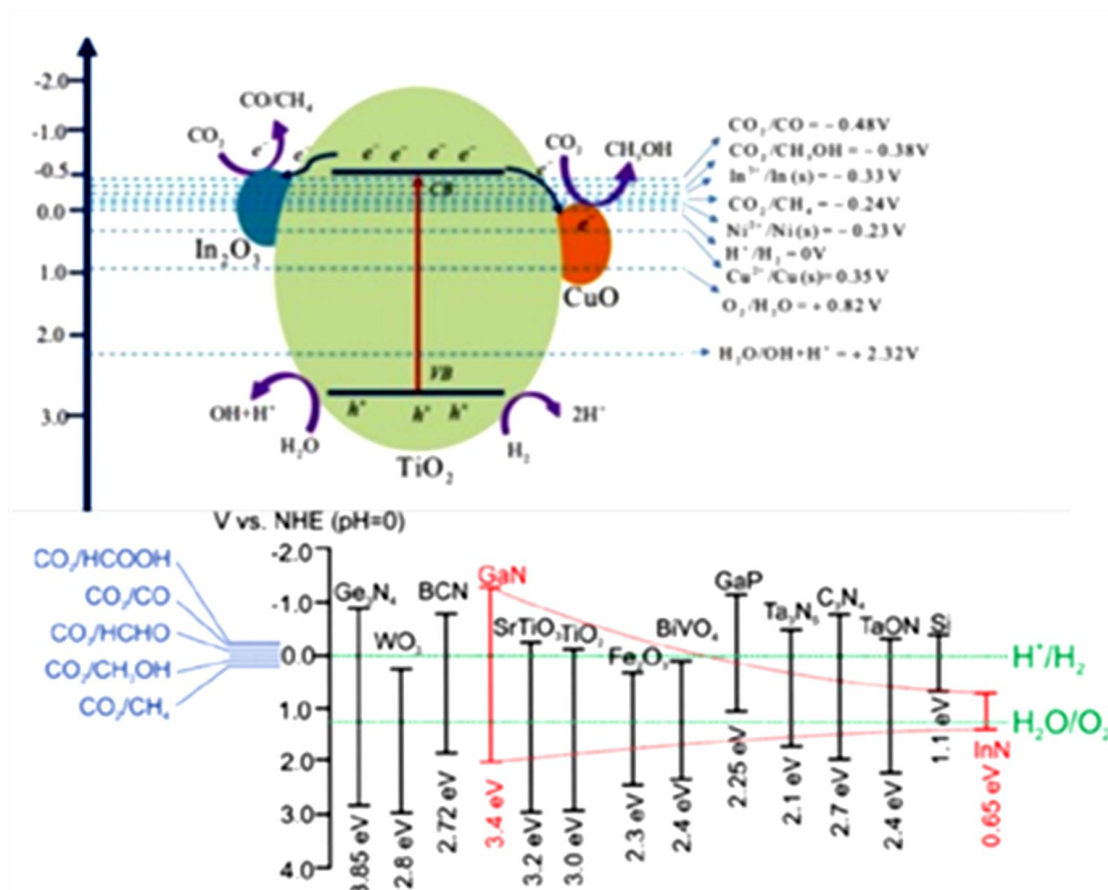 -2.0
-1.0
-0.5
0.0
1.0
2.0
3.0
CO/CH₄
CO₂
e⁻
e⁻
e⁻ e⁻ e⁻ e⁻
CB
e⁻
CO₂
CH₃OH
e⁻
In₂O₃
CuO
VB
h⁺ h⁺ h⁺
OH+H⁺
H₂O
TiO₂
H₂
2H⁺
CO₂/CO = - 0.48V
CO₂/CH₃OH = - 0.38V
In³⁺/In (s) = - 0.33 V
CO₂/CH₄ = - 0.24V
Ni²⁺/Ni (s) = - 0.23 V
H⁺/H₂ = 0V
Cu²⁺/Cu (s)= 0.35 V
O₂/H₂O = + 0.82 V
H₂O/OH+H⁺ = + 2.32V
V vs. NHE (pH=0)
-2.0
-1.0
0.0
1.0
2.0
3.0
4.0
CO₂/HCOOH
CO₂/CO
CO₂/HCHO
CO₂/CH₃OH
CO₂/CH₄
Ge₃N₄
WO₃
BCN
GaN
SrTiO₃
TiO₂
Fe₂O₃
BiVO₄
GaP
Ta₃N₅
C₃N₄
TaON
Si
InN
H⁺/H₂
H₂O/O₂
3.85 eV
2.8 eV
2.72 eV
3.4 eV
3.2 eV
3.0 eV
2.3 eV
2.4 eV
2.25 eV
2.1 eV
2.7 eV
2.4 eV
1.1 eV
0.65 eV